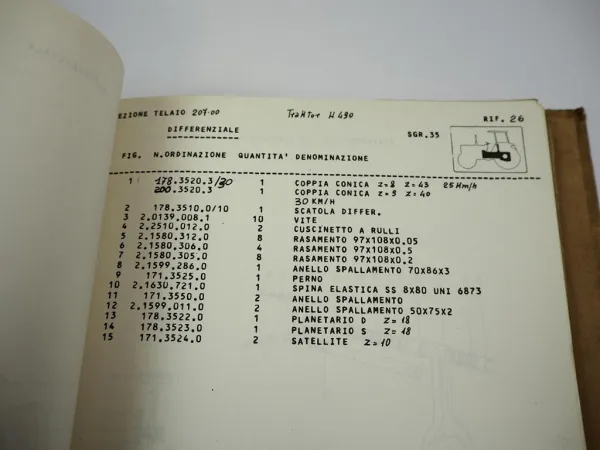 EZIONE TELAIO 207.00 Traktor H 490 RIF. 26
DIFFERENZIALE SGR.35
FIG. N.ORDINAZIONE QUANTITA' DENOMINAZIONE
1 178.3520.3/30 1 COPPIA CONICA Z=8 Z=43 25Km/h
200.3520.3 1 COPPIA CONICA Z=9 Z=40
30 KM/H
2 178.3510.0/10 1 SCATOLA DIFFER.
3 2.0139.008.1 10 VITE
4 2.2510.012.0 2 CUSCINETTO A RULLI
5 2.1580.312.0 8 RASAMENTO 97X108X0.05
6 2.1580.306.0 4 RASAMENTO 97X108X0.5
7 2.1580.305.0 8 RASAMENTO 97X108X0.2
8 2.1599.286.0 1 ANELLO SPALLAMENTO 70X86X3
9 171.3525.0 1 PERNO
10 2.1630.721.0 1 SPINA ELASTICA SS 8X80 UNI 6873
11 171.3550.0 2 ANELLO SPALLAMENTO
12 2.1599.011.0 2 ANELLO SPALLAMENTO 50X75X2
13 178.3522.0 1 PLANETARIO D Z=18
14 178.3523.0 1 PLANETARIO S Z=18
15 171.3524.0 2 SATELLITE Z=10